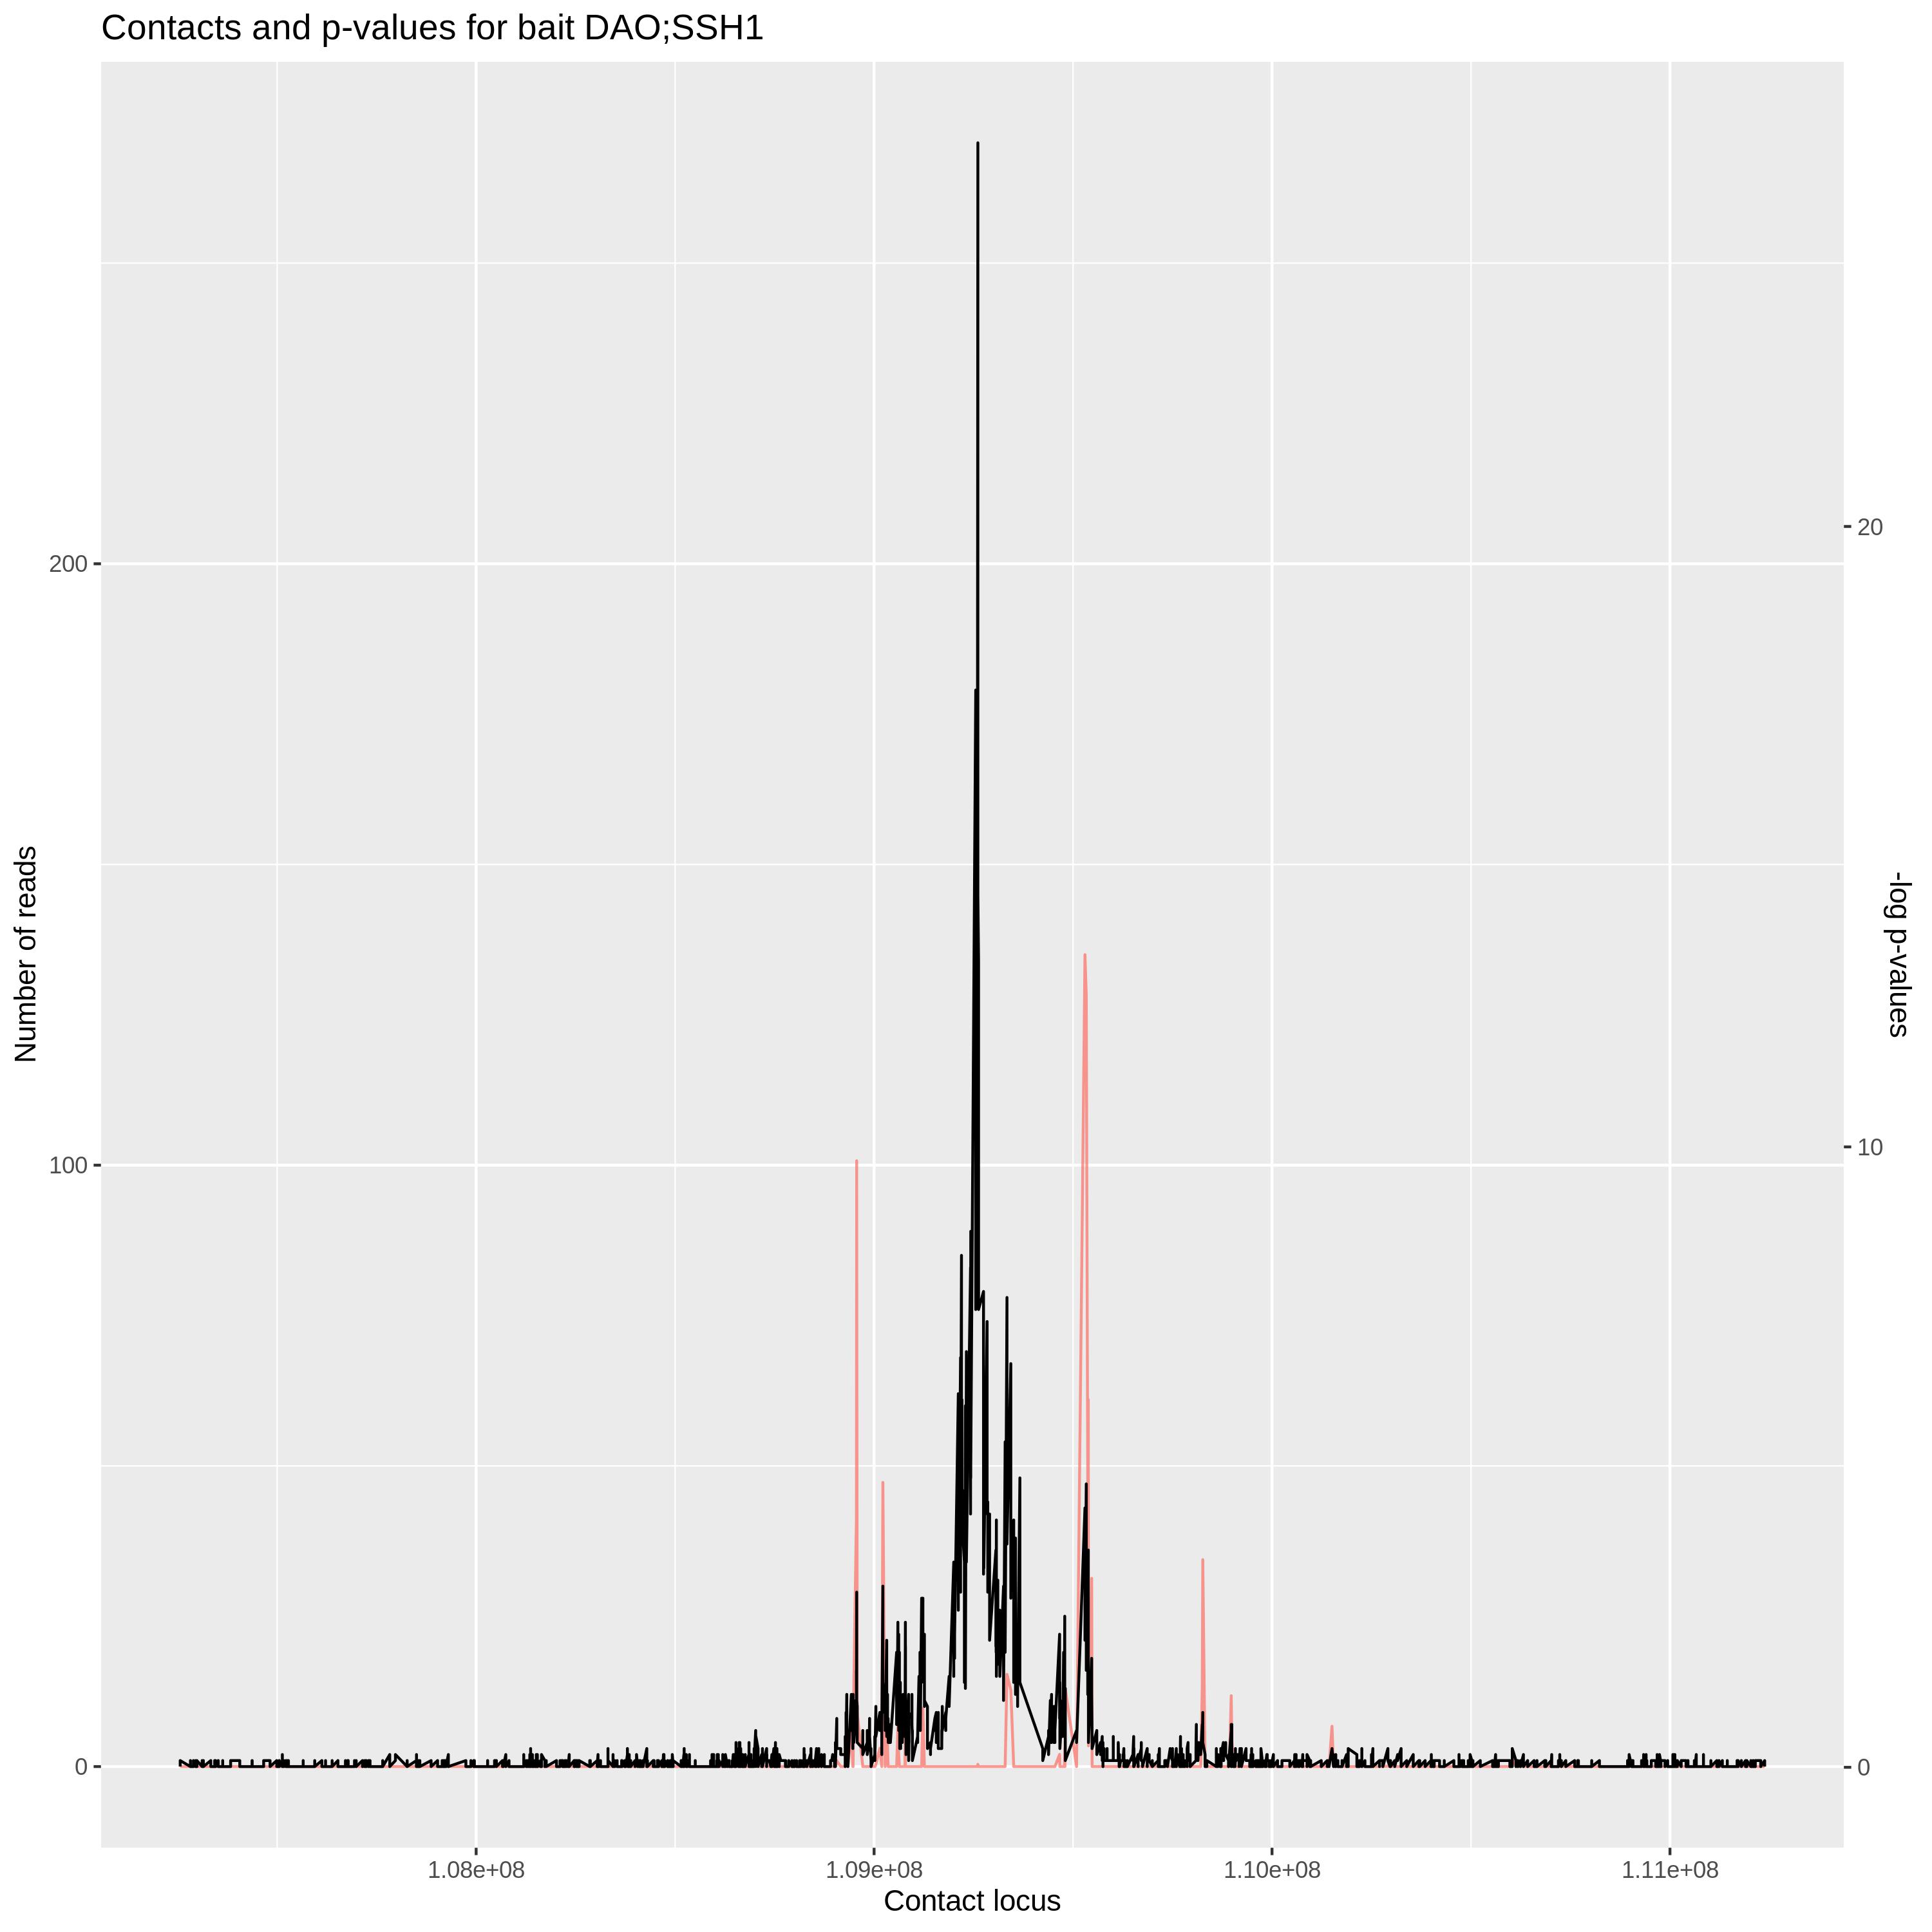 Contacts and p-values for bait DAO;SSH1
Number of reads
200
100
0
20
10
0
-log p-values
1.08e+08
1.09e+08
1.10e+08
1.11e+08
Contact locus